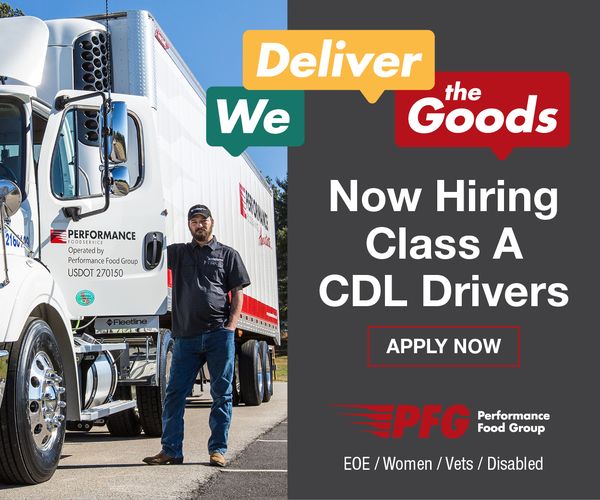 We
Deliver
the
Goods
Now Hiring
Class A
CDL Drivers
APPLY NOW
PFG
Performance
Food Group
EOE / Women / Vets / Disabled
PERFORMANCE
FOODSERVICE
Operated by
Performance Food Group
USDOT 270150
Fleetline